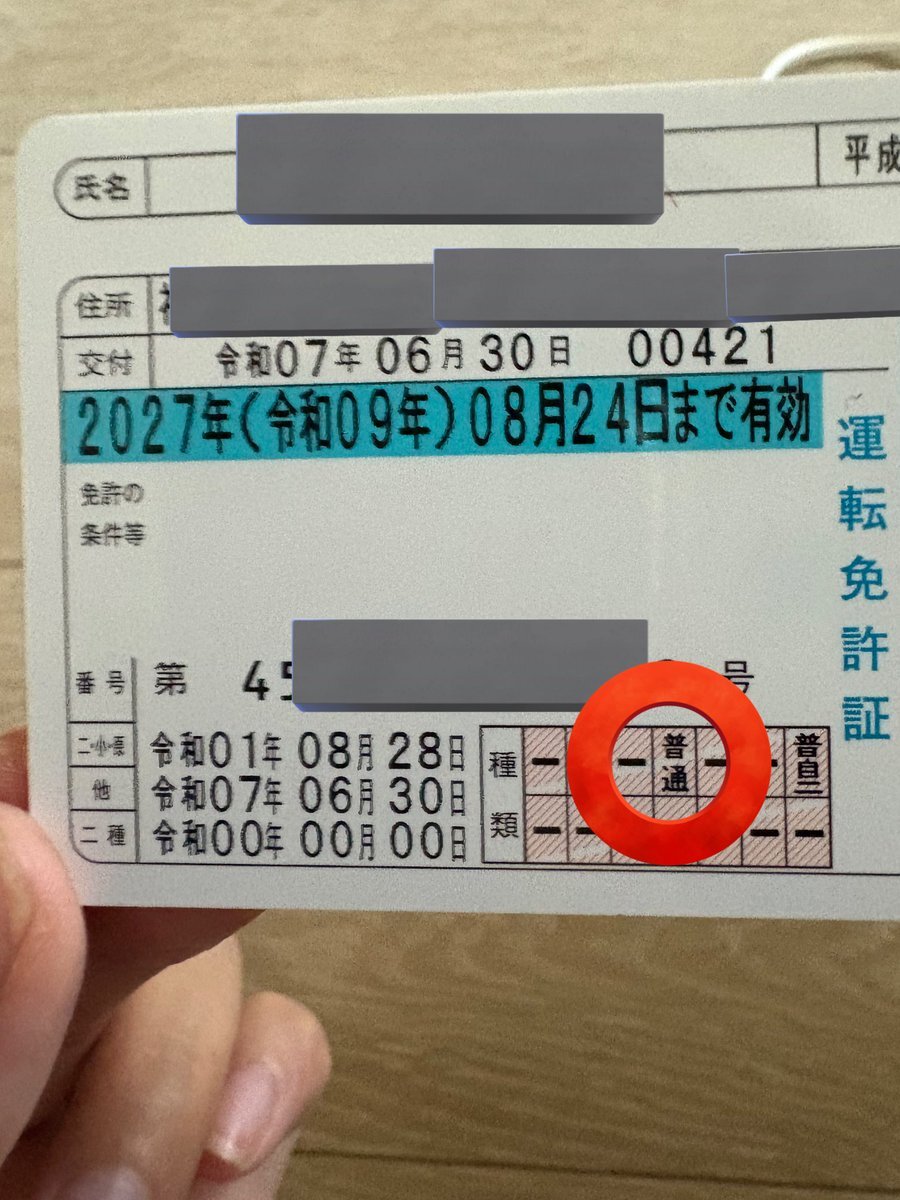 氏名 平成
住所
交付 令和07年06月30日 00421
2027年(令和09年)08月24日まで有効
免許の
条件等
運転免許証
番号 第 45 号
二・小・原 令和01年08月28日
他 令和07年06月30日
二種 令和00年00月00日
種類
普通
普自二